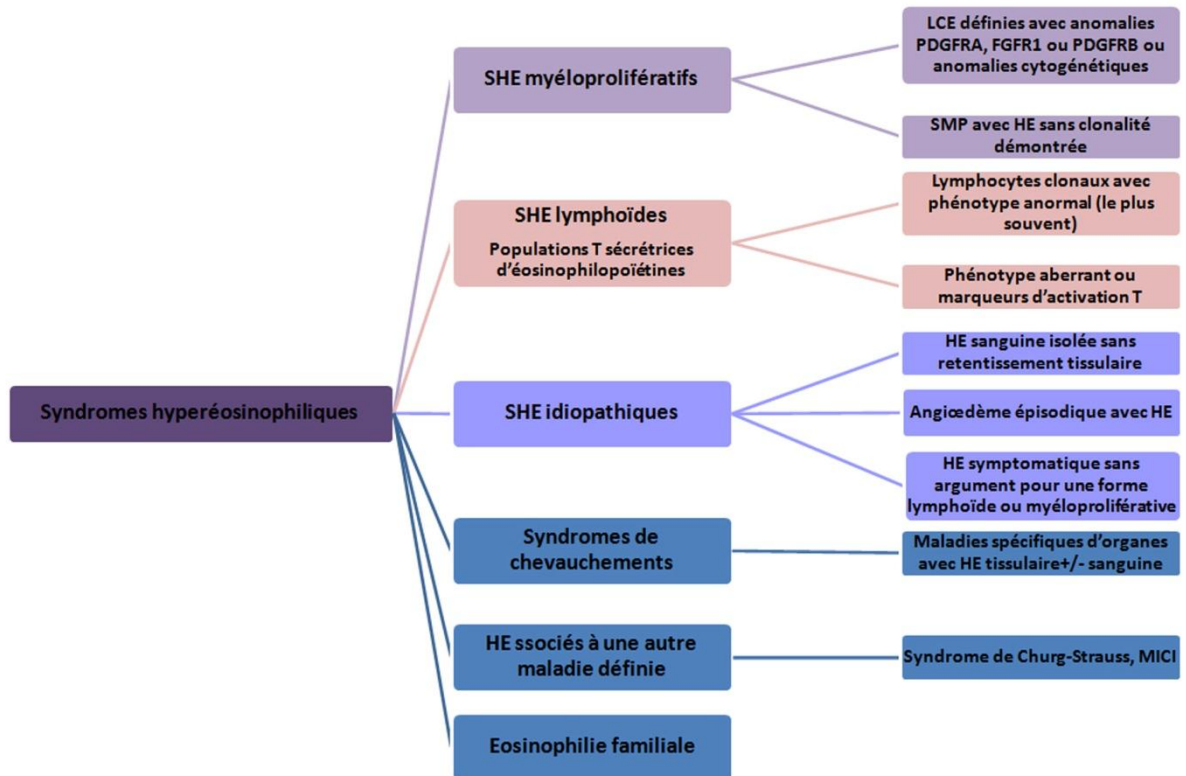 Syndromes hyperéosinophiliques
SHE myéloprolifératifs
LCE définies avec anomalies
PDGFRA, FGFR1 ou PDGFRB ou
anomalies cytogénétiques
SMP avec HE sans clonalité
démontrée
SHE lymphoïdes
Populations T sécrétrices
d'éosinophilopoïétines
Lymphocytes clonaux avec
phénotype anormal (le plus
souvent)
Phénotype aberrant ou
marqueurs d'activation T
SHE idiopathiques
HE sanguine isolée sans
retentissement tissulaire
Angiœdème épisodique avec HE
HE symptomatique sans
argument pour une forme
lymphoïde ou myéloproliférative
Syndromes de
chevauchements
Maladies spécifiques d'organes
avec HE tissulaire+/- sanguine
HE ssociés à une autre
maladie définie
Syndrome de Churg-Strauss, MICI
Eosinophilie familiale